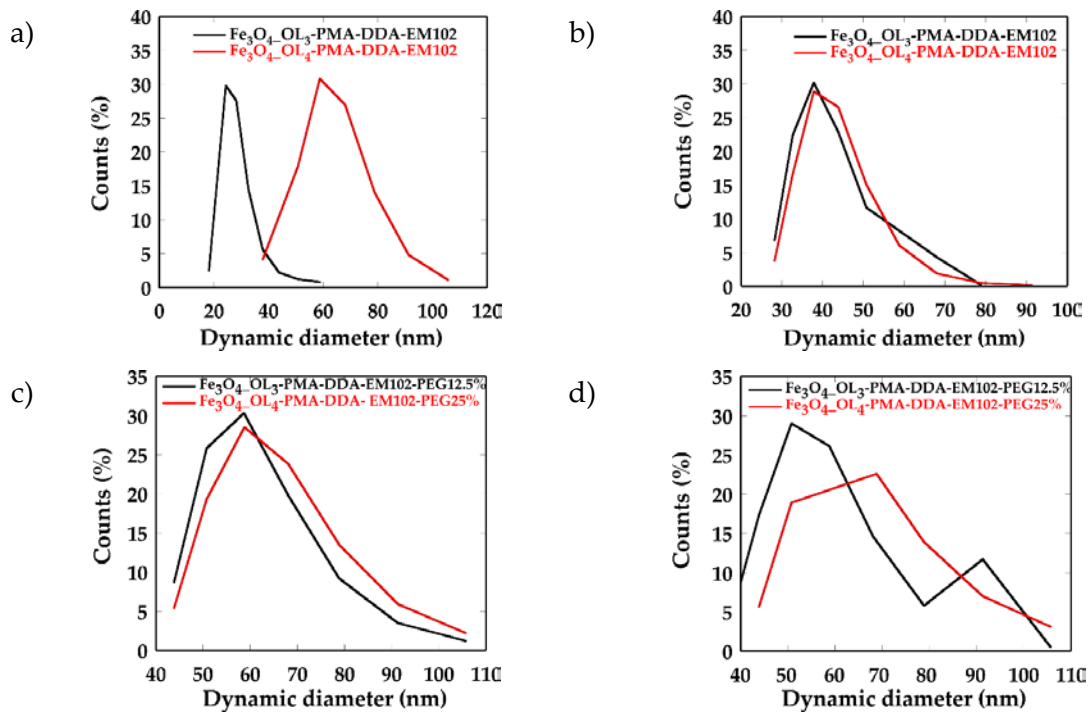 a)
40
35
30
25
20
15
10
5
0
Counts (%)
Fe₃O₄_OL₃-PMA-DDA-EM102
Fe₃O₄_OL₄-PMA-DDA-EM102
0 20 40 60 80 100 120
Dynamic diameter (nm)
b)
40
35
30
25
20
15
10
5
0
Counts (%)
Fe₃O₄_OL₃-PMA-DDA-EM102
Fe₃O₄_OL₄-PMA-DDA-EM102
20 30 40 50 60 70 80 90 100
Dynamic diameter (nm)
c)
35
30
25
20
15
10
5
0
Counts (%)
Fe₃O₄_OL₃-PMA-DDA-EM102-PEG12.5%
Fe₃O₄_OL₄-PMA-DDA- EM102-PEG25%
40 50 60 70 80 90 100 110
Dynamic diameter (nm)
d)
35
30
25
20
15
10
5
0
Counts (%)
Fe₃O₄_OL₃-PMA-DDA-EM102-PEG12.5%
Fe₃O₄_OL₄-PMA-DDA-EM102-PEG25%
40 50 60 70 80 90 100 110
Dynamic diameter (nm)